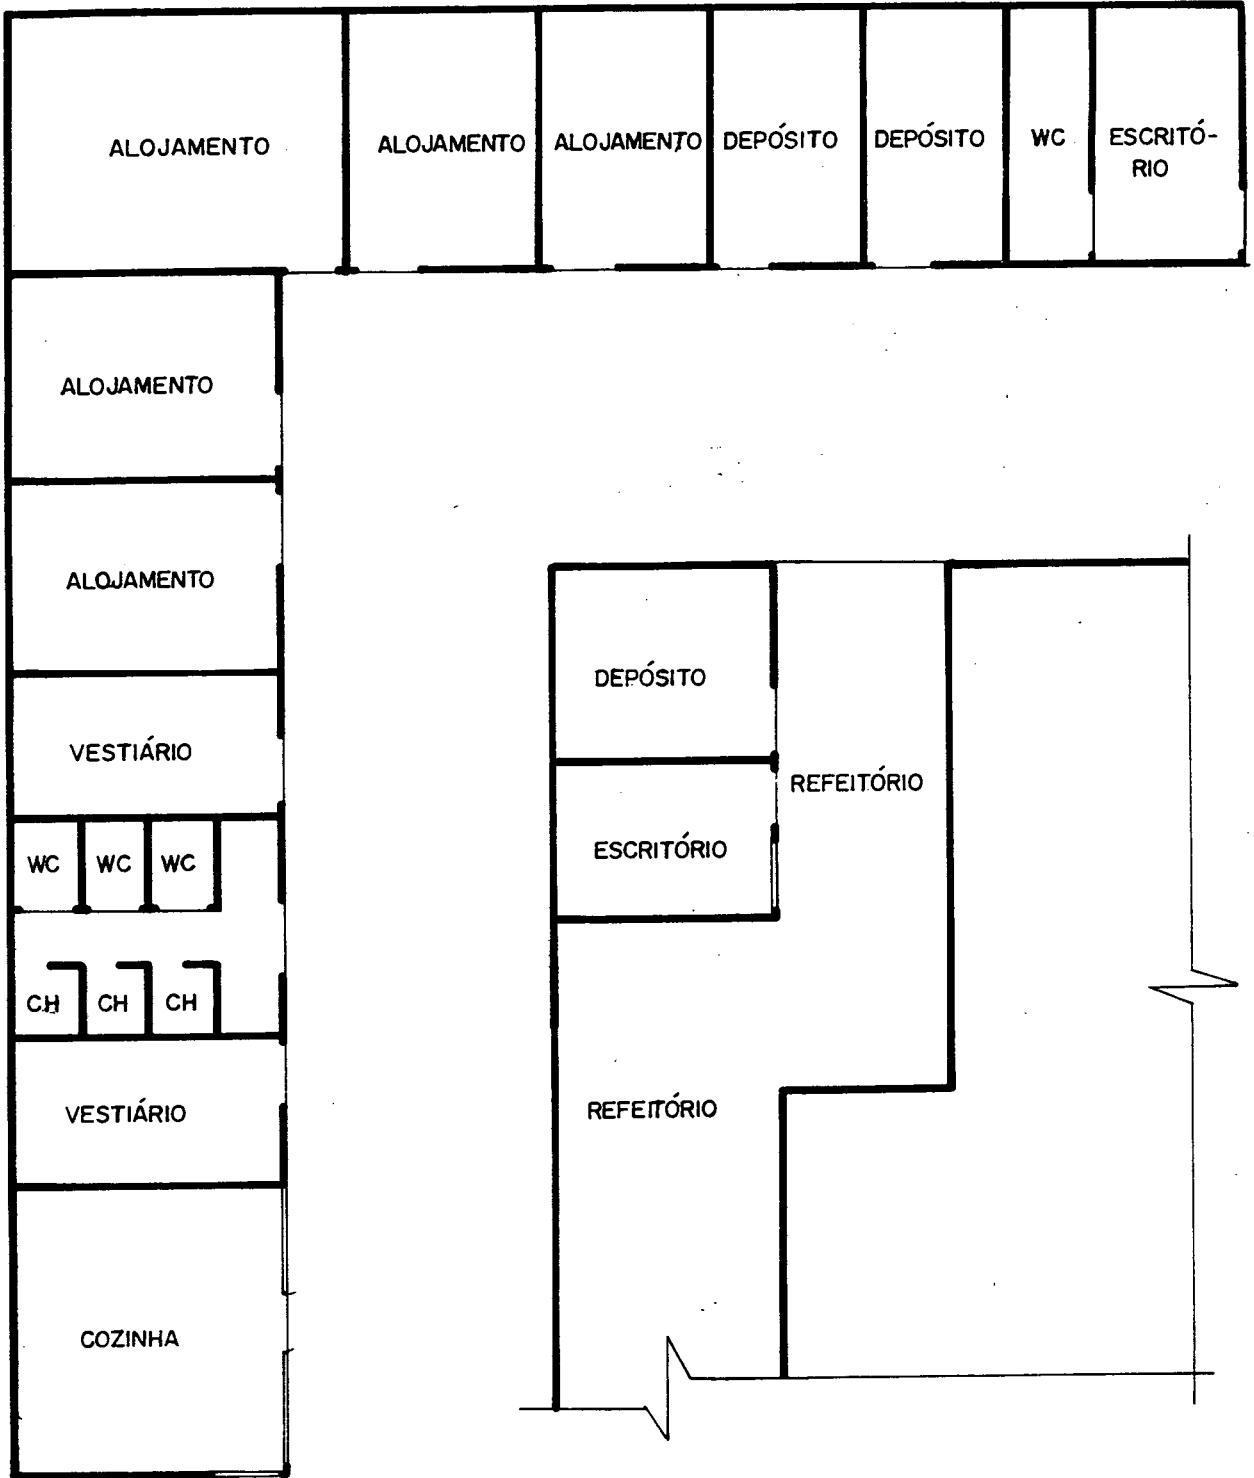 ALOJAMENTO
ALOJAMENTO
ALOJAMENTO
DEPÓSITO
DEPÓSITO
WC
ESCRITÓ-
RIO
ALOJAMENTO
ALOJAMENTO
VESTIÁRIO
WC
WC
WC
CH
CH
CH
VESTIÁRIO
COZINHA
DEPÓSITO
ESCRITÓRIO
REFEITÓRIO
REFEITÓRIO